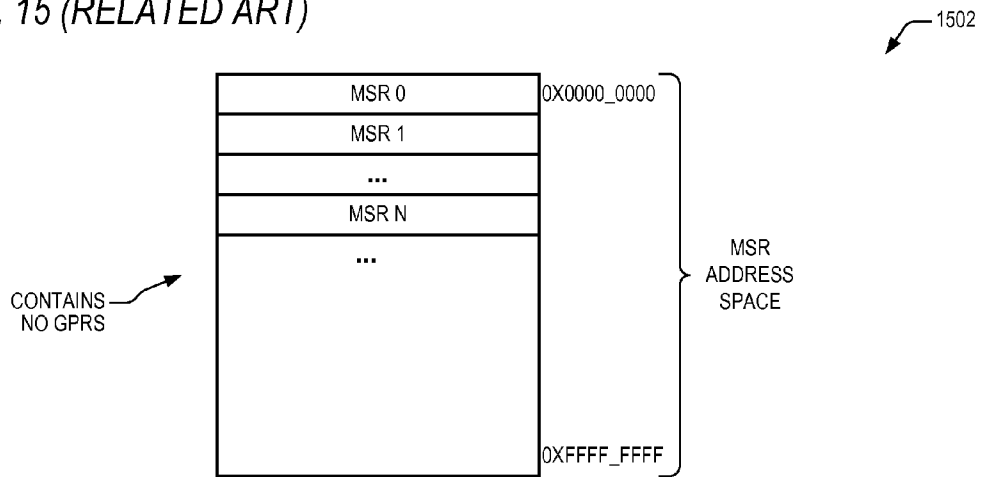 . 15 (RELATED ART)
1502
MSR 0
0X0000_0000
MSR 1
...
MSR N
...
MSR
ADDRESS
SPACE
CONTAINS
NO GPRS
0XFFFF_FFFF